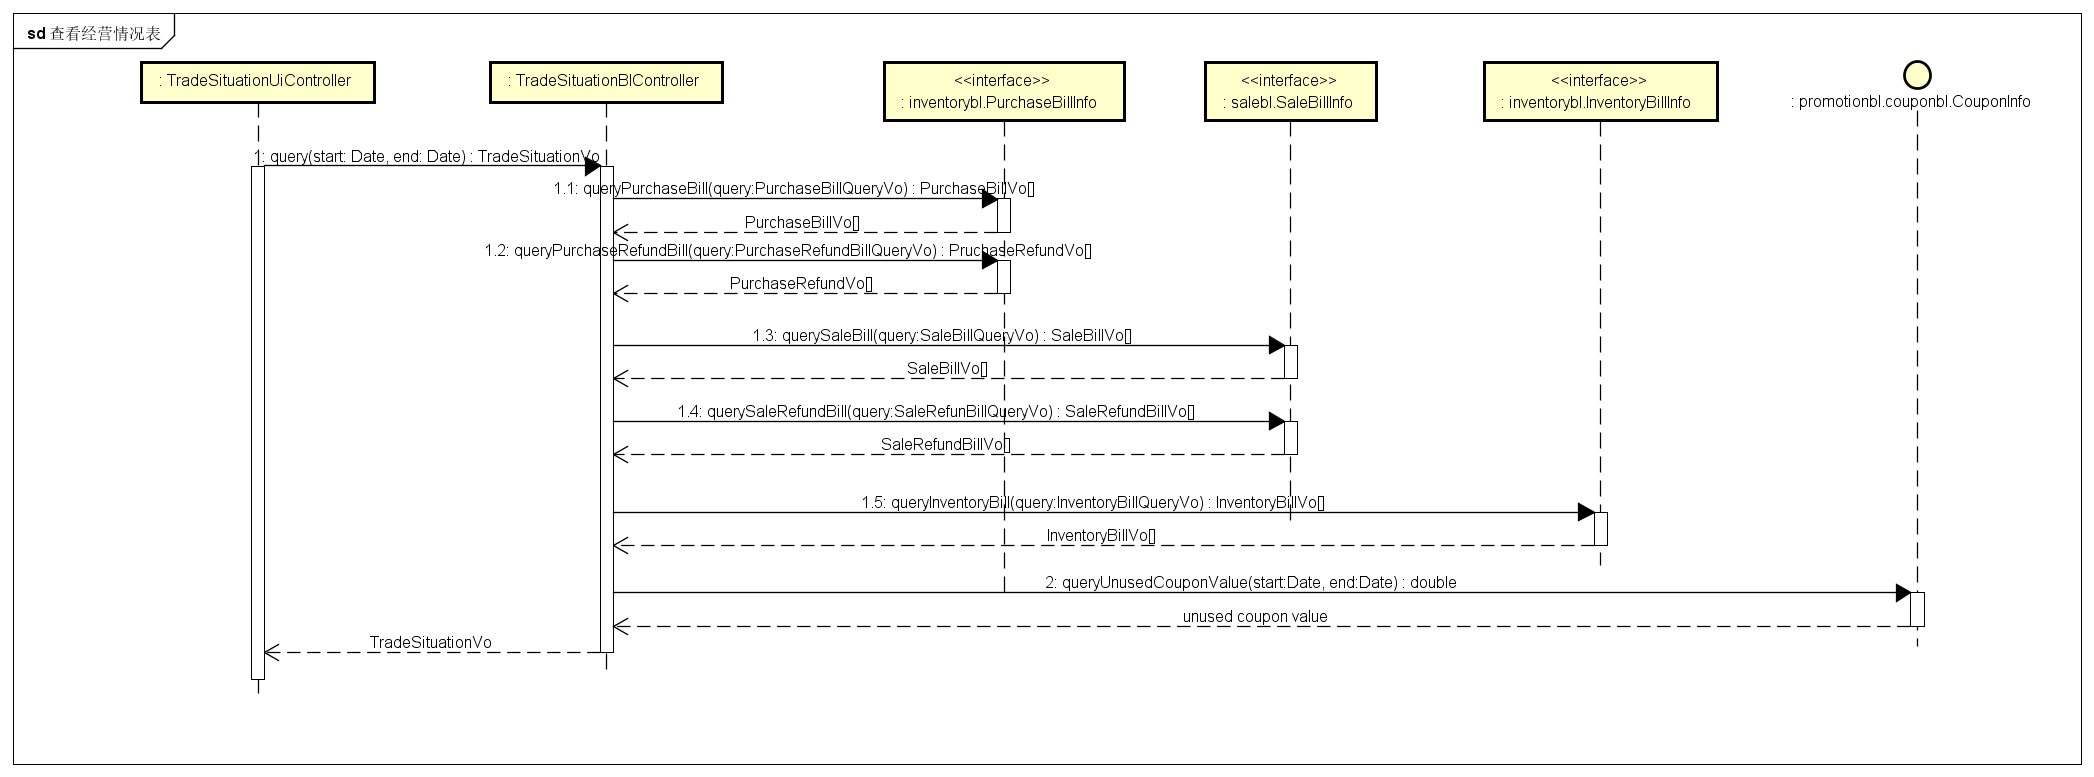 sd 查看经营情况表
: TradeSituationUiController
: TradeSituationBlController
<<interface>>
: inventorybl.PurchaseBillInfo
<<interface>>
: salebl.SaleBillInfo
<<interface>>
: inventorybl.InventoryBillInfo
: promotionbl.couponbl.CouponInfo
1: query(start: Date, end: Date) : TradeSituationVo
1.1: queryPurchaseBill(query:PurchaseBillQueryVo) : PurchaseBillVo[]
PurchaseBillVo[]
1.2: queryPurchaseRefundBill(query:PurchaseRefundBillQueryVo) : PruchaseRefundVo[]
PurchaseRefundVo[]
1.3: querySaleBill(query:SaleBillQueryVo) : SaleBillVo[]
SaleBillVo[]
1.4: querySaleRefundBill(query:SaleRefunBillQueryVo) : SaleRefundBillVo[]
SaleRefundBillVo[]
1.5: queryInventoryBill(query:InventoryBillQueryVo) : InventoryBillVo[]
InventoryBillVo[]
2: queryUnusedCouponValue(start:Date, end:Date) : double
unused coupon value
TradeSituationVo